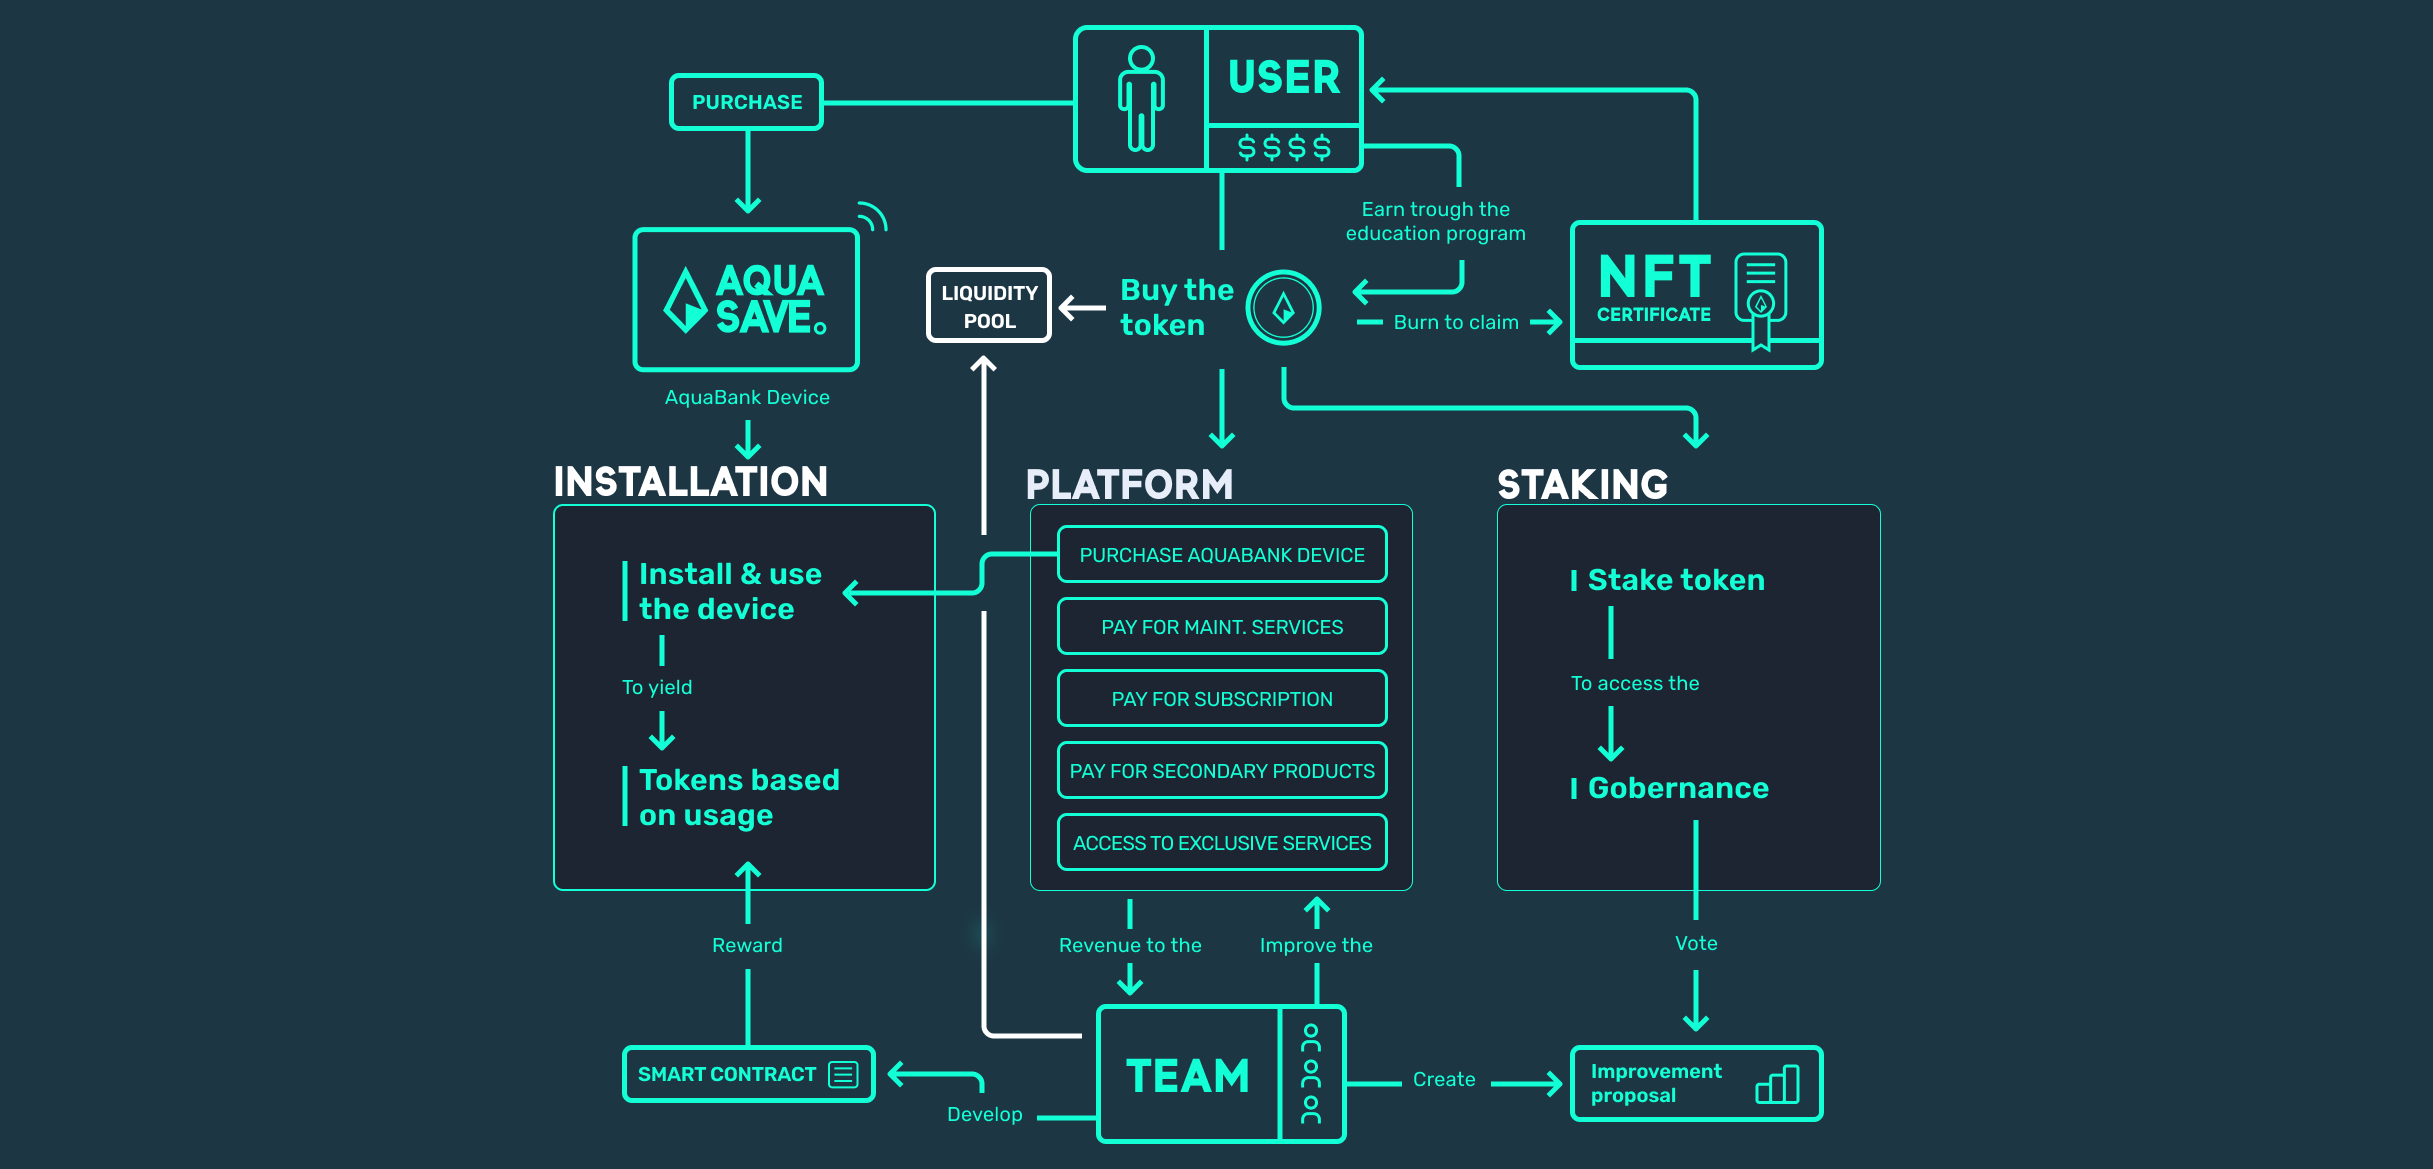 USER
$ $ $ $
PURCHASE
Earn trough the
education program
AQUA
SAVE
AquaBank Device
LIQUIDITY
POOL
Buy the
token
Burn to claim
NFT
CERTIFICATE
INSTALLATION
Install & use
the device
To yield
Tokens based
on usage
PLATFORM
PURCHASE AQUABANK DEVICE
PAY FOR MAINT. SERVICES
PAY FOR SUBSCRIPTION
PAY FOR SECONDARY PRODUCTS
ACCESS TO EXCLUSIVE SERVICES
STAKING
Stake token
To access the
Gobernance
Reward
Revenue to the
Improve the
Vote
SMART CONTRACT
Develop
TEAM
Create
Improvement
proposal